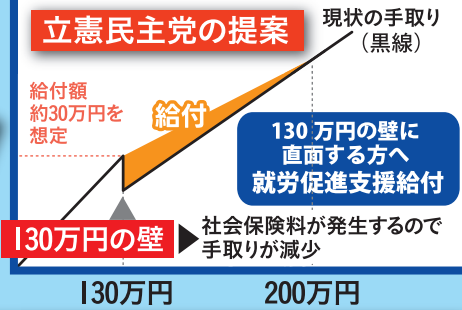 立憲民主党の提案
現状の手取り
（黒線）
給付額
約30万円を
想定
給付
130万円の壁に
直面する方へ
就労促進支援給付
130万円の壁
社会保険料が発生するので
手取りが減少
130万円
200万円